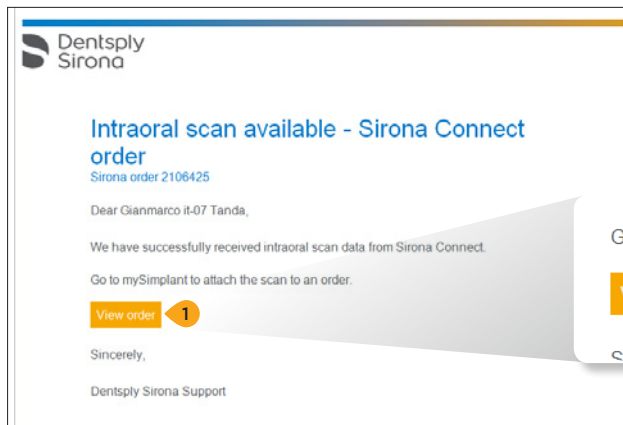 Dentsply
Sirona
Intraoral scan available - Sirona Connect
order
Sirona order 2106425
Dear Gianmarco it-07 Tanda,
We have successfully received intraoral scan data from Sirona Connect.
Go to mySimplant to attach the scan to an order.
View order
1
Sincerely,
Dentsply Sirona Support
G